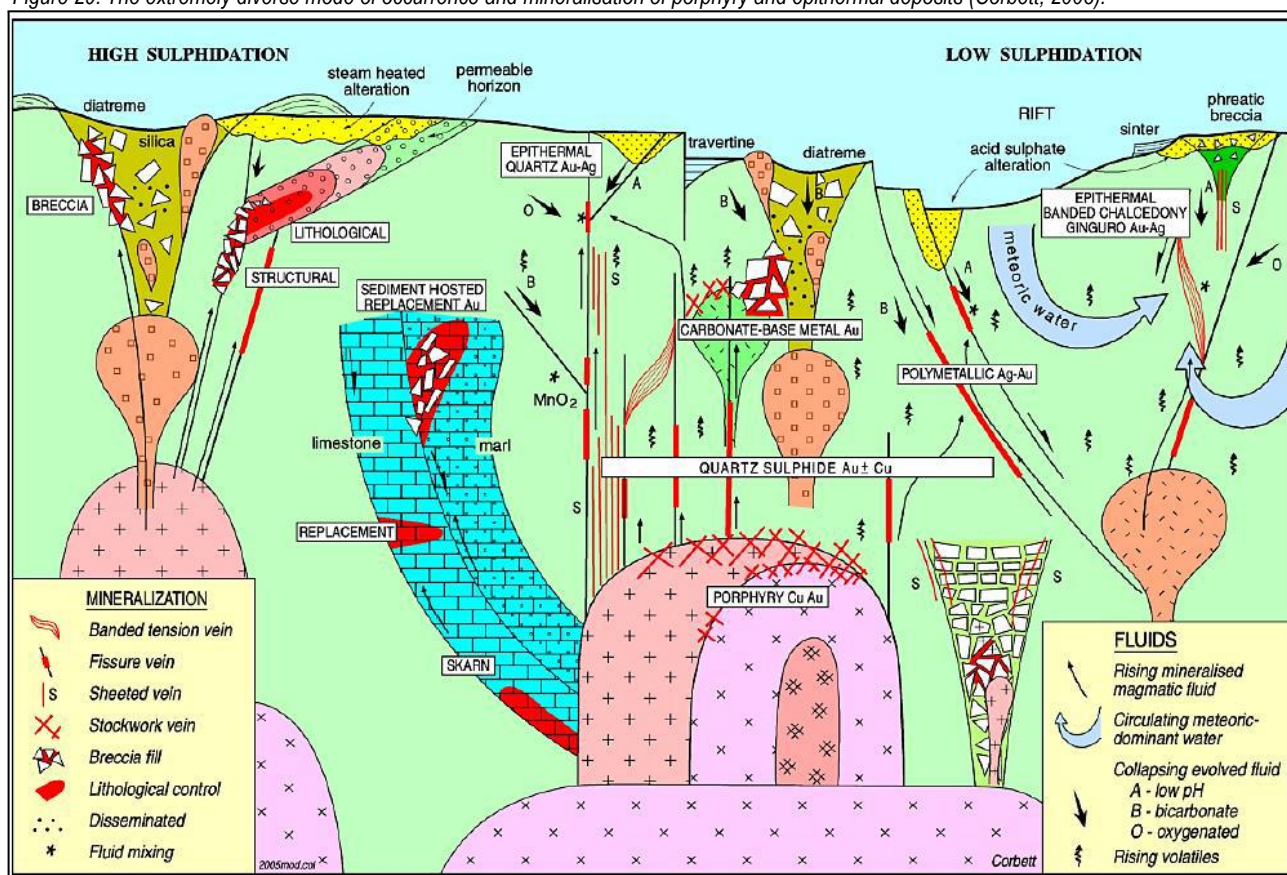 Figure 29. The extremely diverse mode of occurrence and mineralisation of porphyry and epithermal deposits (Corbett, 2006).
HIGH SULPHIDATION
LOW SULPHIDATION
steam heated
alteration
permeable
horizon
diatreme
silica
BRECCIA
LITHOLOGICAL
STRUCTURAL
EPITHERMAL
QUARTZ Au-Ag
A
O
B
S
travertine
diatreme
B
B
RIFT
sinter
phreatic
breccia
acid sulphate
alteration
EPITHERMAL
BANDED CHALCEDONY
GINGURO Au-Ag
A
S
O
meteoric
water
A
B
SEDIMENT HOSTED
REPLACEMENT Au
MnO2
limestone
marl
CARBONATE-BASE METAL Au
POLYMETALLIC Ag-Au
QUARTZ SULPHIDE Au ± Cu
S
REPLACEMENT
SKARN
PORPHYRY Cu Au
S
S
MINERALIZATION
Banded tension vein
Fissure vein
S Sheeted vein
Stockwork vein
Breccia fill
Lithological control
Disseminated
* Fluid mixing
2005mod.col
FLUIDS
Rising mineralised
magmatic fluid
Circulating meteoric-
dominant water
Collapsing evolved fluid
A - low pH
B - bicarbonate
O - oxygenated
Rising volatiles
Corbett